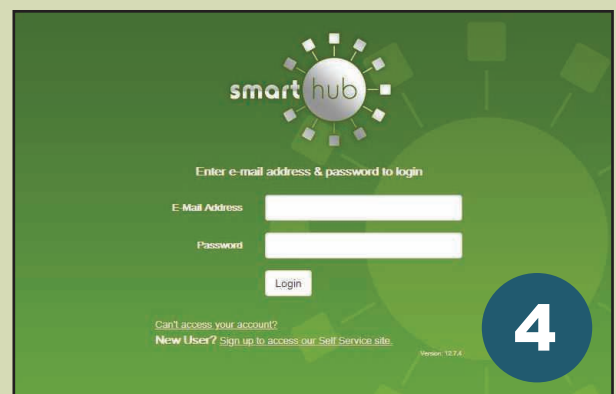 smart hub
Enter e-mail address & password to login
E-Mail Address
Password
Login
Can't access your account?
New User? Sign up to access our Self Service site.
Version: 12.7.4
4